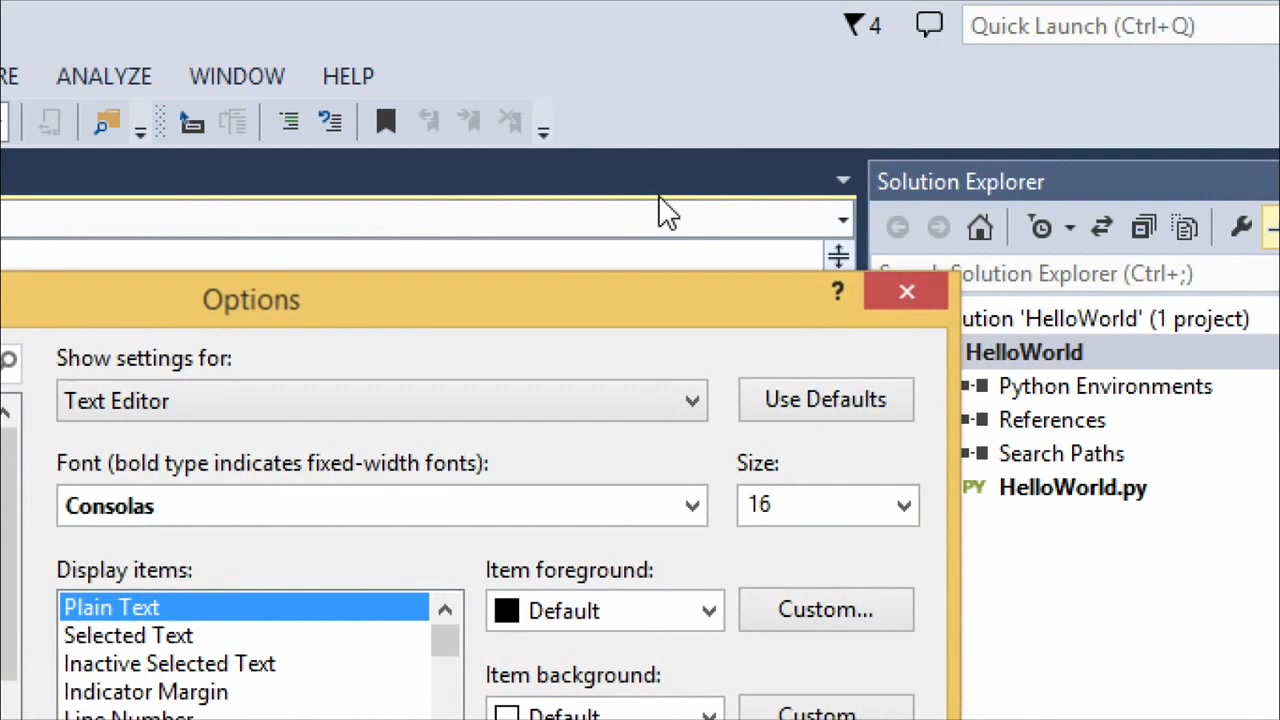 4
Quick Launch (Ctrl+Q)
RE ANALYZE WINDOW HELP
Solution Explorer
Solution Explorer (Ctrl+;)
Options
?
ution 'HelloWorld' (1 project)
HelloWorld
Python Environments
References
Search Paths
PY HelloWorld.py
Show settings for:
Text Editor
Use Defaults
Font (bold type indicates fixed-width fonts):
Size:
Consolas
16
Display items:
Item foreground:
Plain Text
Default
Custom...
Selected Text
Inactive Selected Text
Item background:
Indicator Margin
Line Number
Default
Custom